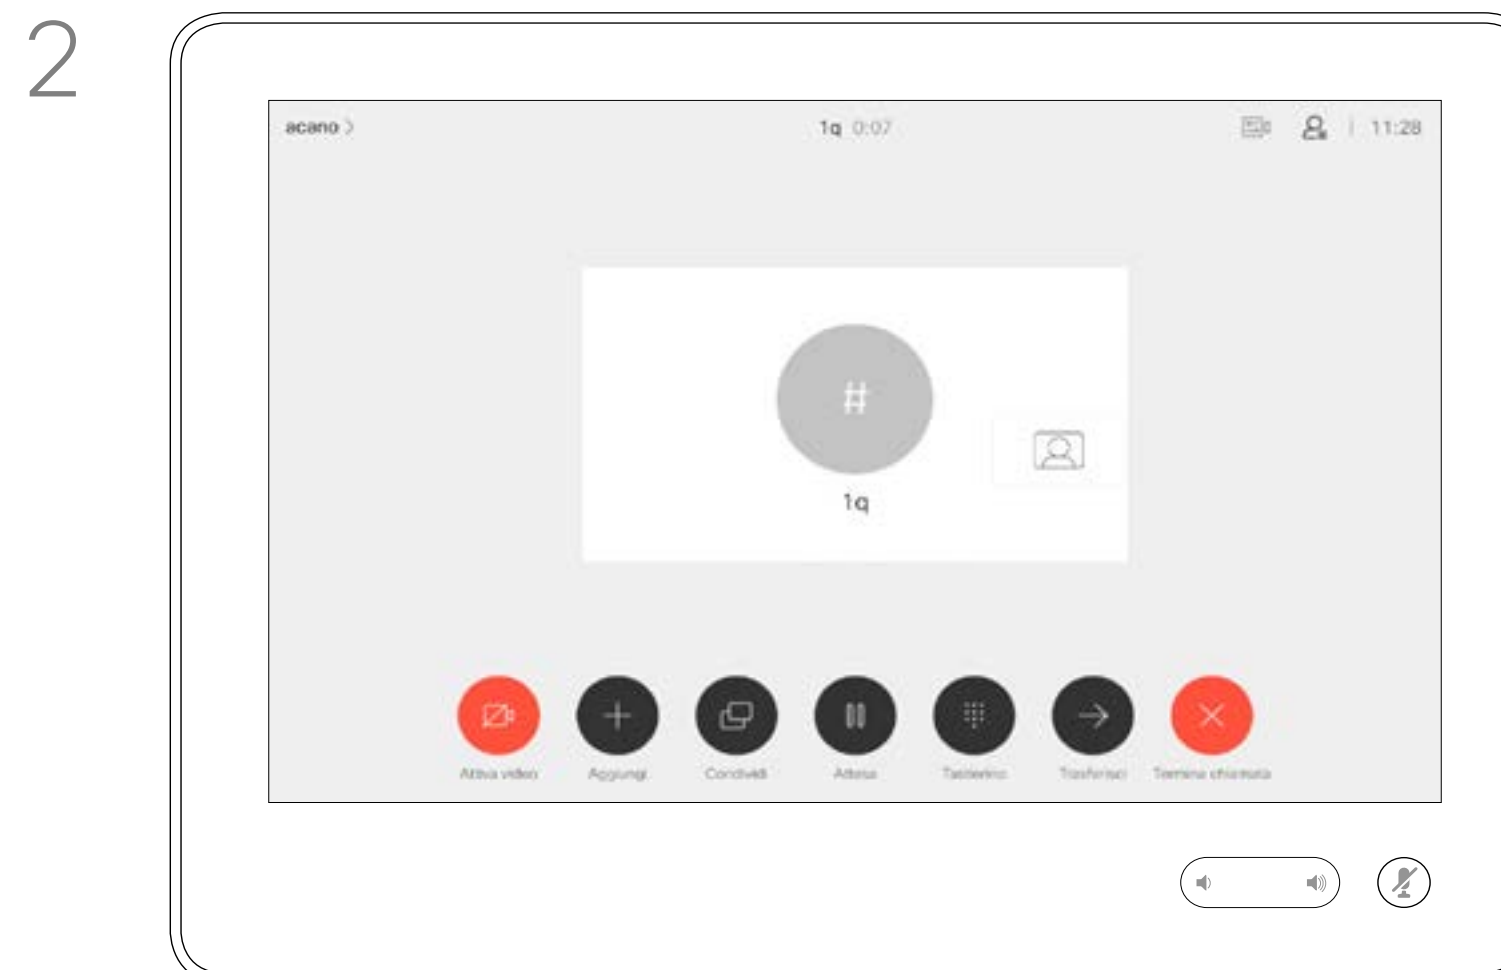 2
acano 1q 0:07 11:28
#
1q
Attiva video Aggiungi Condividi Attesa Tastierino Trasferisci Termina chiamata